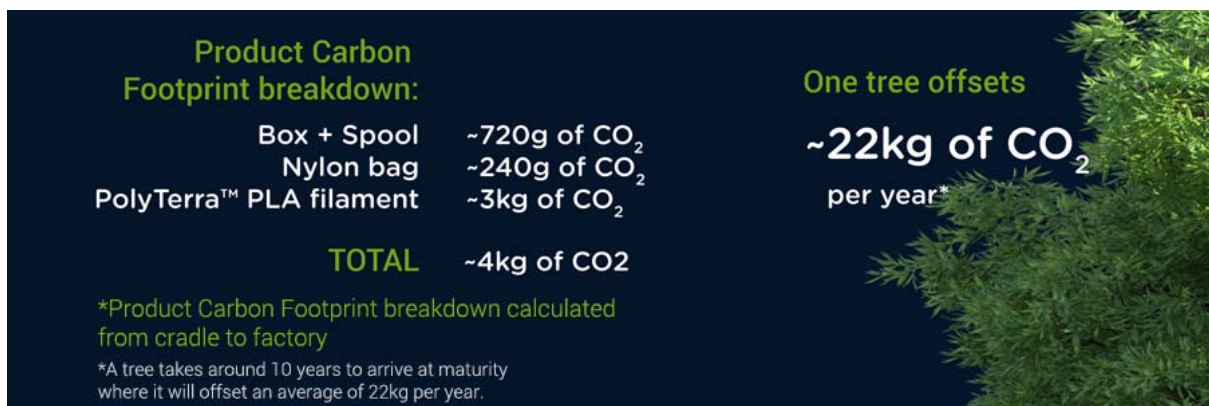 Product Carbon
Footprint breakdown:
Box + Spool ~720g of CO₂
Nylon bag ~240g of CO₂
PolyTerra™ PLA filament ~3kg of CO₂
TOTAL ~4kg of CO2
*Product Carbon Footprint breakdown calculated
from cradle to factory
*A tree takes around 10 years to arrive at maturity
where it will offset an average of 22kg per year.
One tree offsets
~22kg of CO₂
per year*